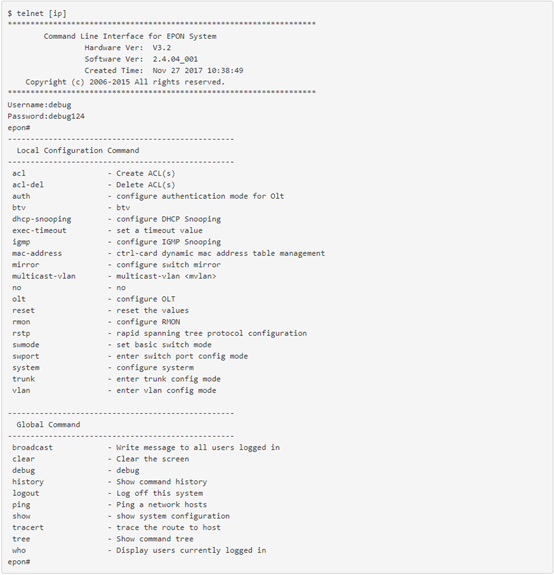 $ telnet [ip]
*********************************************************************
Command Line Interface for EPON System
Hardware Ver: V3.2
Software Ver: 2.4.04_001
Created Time: Nov 27 2017 10:38:49
Copyright (c) 2006-2015 All rights reserved.
*********************************************************************
Username:debug
Password:debug124
epon#
--------------------------------------------------
Local Configuration Command
--------------------------------------------------
acl - Create ACL(s)
acl-del - Delete ACL(s)
auth - configure authentication mode for Olt
btv - btv
dhcp-snooping - configure DHCP Snooping
exec-timeout - set a timeout value
igmp - configure IGMP Snooping
mac-address - ctrl-card dynamic mac address table management
mirror - configure switch mirror
multicast-vlan - multicast-vlan <mvlan>
no - no
olt - configure OLT
reset - reset the values
rmon - configure RMON
rstp - rapid spanning tree protocol configuration
swmode - set basic switch mode
swport - enter switch port config mode
system - configure systerm
trunk - enter trunk config mode
vlan - enter vlan config mode
--------------------------------------------------
Global Command
--------------------------------------------------
broadcast - Write message to all users logged in
clear - Clear the screen
debug - debug
history - Show command history
logout - Log off this system
ping - Ping a network hosts
show - show system configuration
tracert - trace the route to host
tree - Show command tree
who - Display users currently logged in
epon#